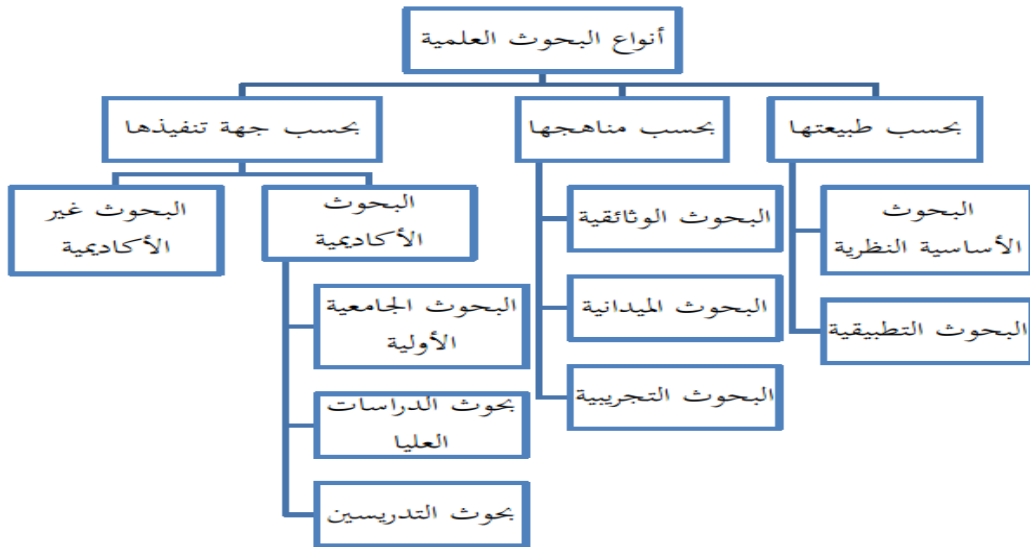 أنواع البحوث العلمية
بحسب طبيعتها
بحسب مناهجها
بحسب جهة تنفيذها
البحوث
الأساسية النظرية
البحوث التطبيقية
البحوث الوثائقية
البحوث الميدانية
البحوث التجريبية
البحوث
الأكاديمية
البحوث الجامعية
الأولية
بحوث الدراسات
العليا
بحوث التدريسين
البحوث غير
الأكاديمية